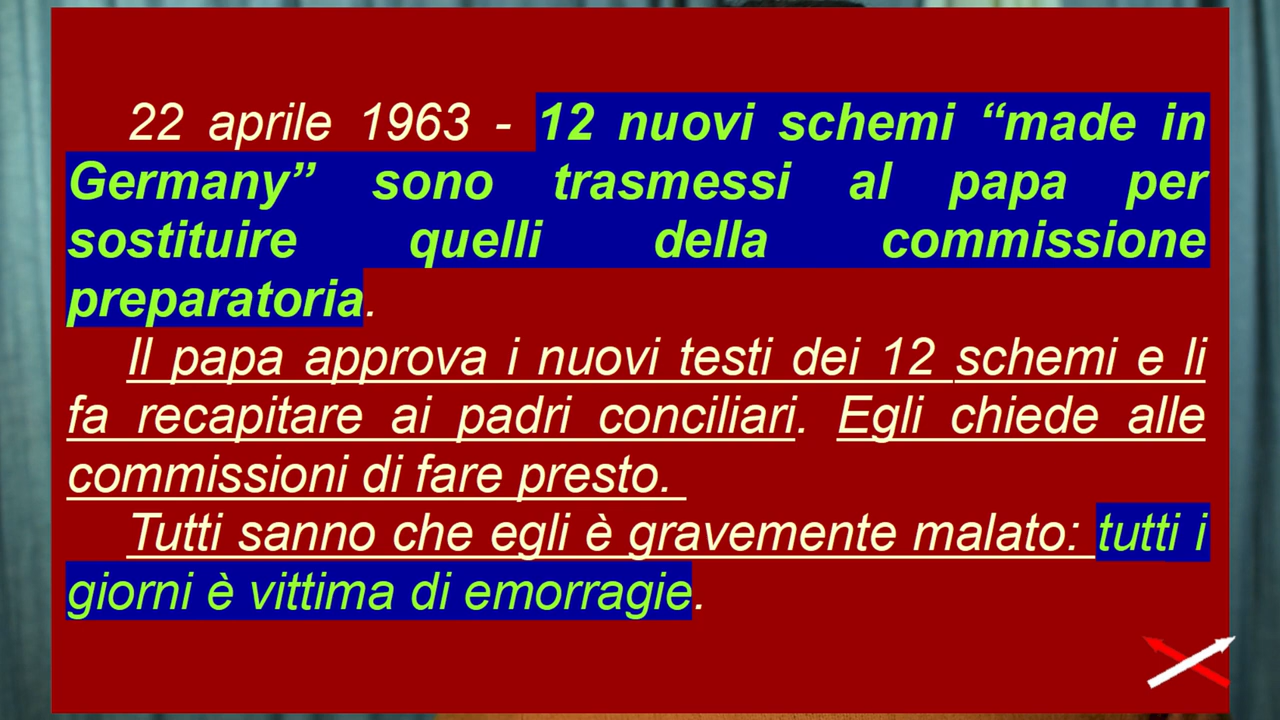 22 aprile 1963 - 12 nuovi schemi “made in
Germany” sono trasmessi al papa per
sostituire quelli della commissione
preparatoria.
Il papa approva i nuovi testi dei 12 schemi e li
fa recapitare ai padri conciliari. Egli chiede alle
commissioni di fare presto.
Tutti sanno che egli è gravemente malato: tutti i
giorni è vittima di emorragie.